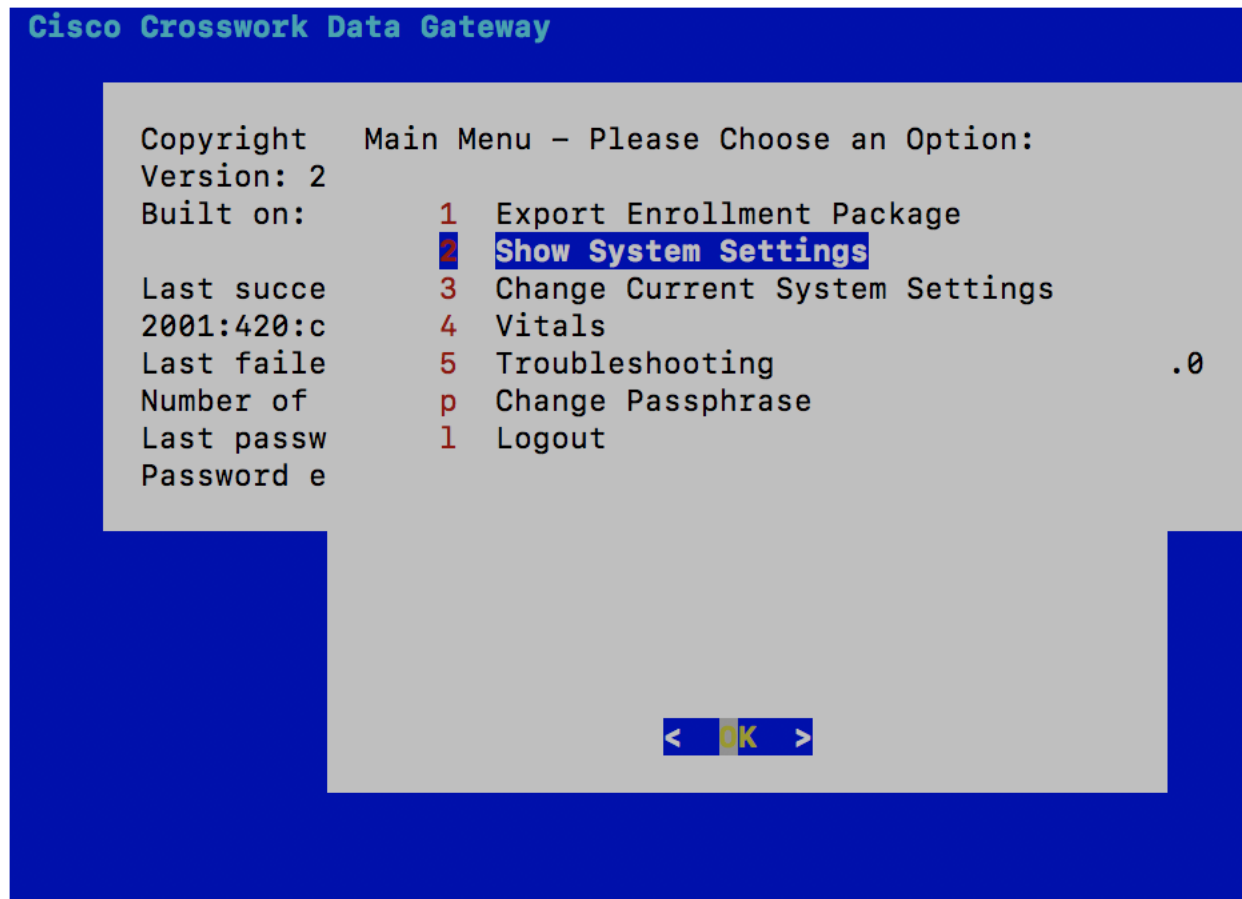 Cisco Crosswork Data Gateway
Copyright
Version: 2
Built on:
Last succe
2001:420:c
Last faile
.0
Number of
Last passw
Password e
Main Menu – Please Choose an Option:
1 Export Enrollment Package
2 Show System Settings
3 Change Current System Settings
4 Vitals
5 Troubleshooting
p Change Passphrase
l Logout
< OK >